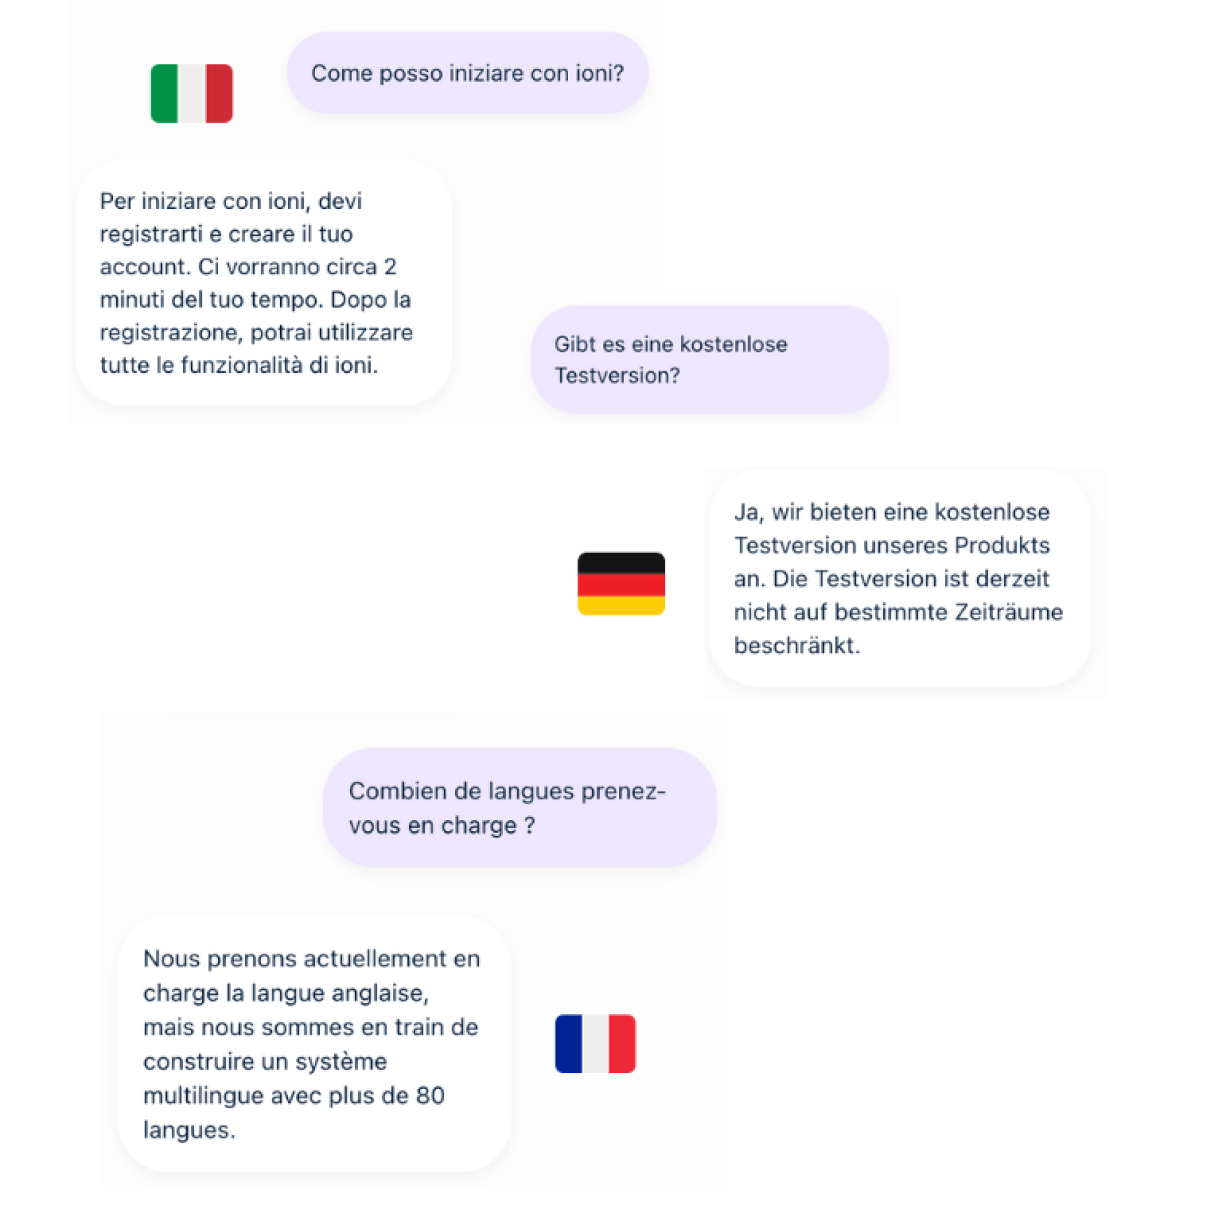 Come posso iniziare con ioni?
Per iniziare con ioni, devi
registrarti e creare il tuo
account. Ci vorranno circa 2
minuti del tuo tempo. Dopo la
registrazione, potrai utilizzare
tutte le funzionalità di ioni.
Gibt es eine kostenlose
Testversion?
Ja, wir bieten eine kostenlose
Testversion unseres Produkts
an. Die Testversion ist derzeit
nicht auf bestimmte Zeiträume
beschränkt.
Combien de langues prenez-
vous en charge ?
Nous prenons actuellement en
charge la langue anglaise,
mais nous sommes en train de
construire un système
multilingue avec plus de 80
langues.